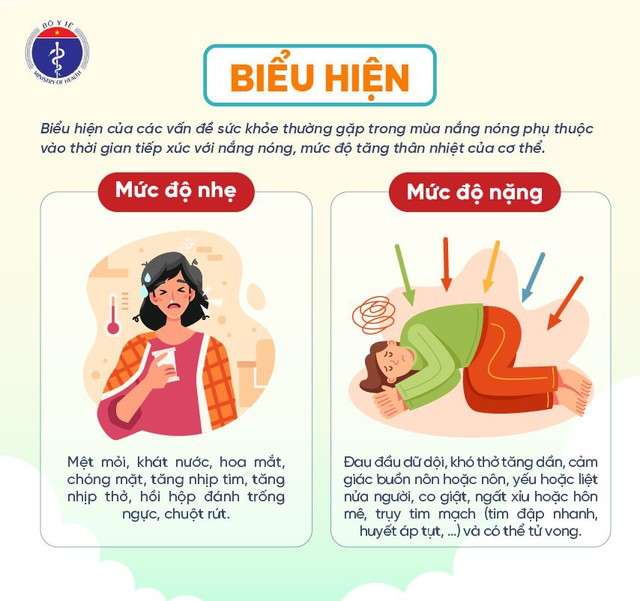 BỘ Y TẾ
MINISTRY OF HEALTH
BIỂU HIỆN
Biểu hiện của các vấn đề sức khỏe thường gặp trong mùa nắng nóng phụ thuộc
vào thời gian tiếp xúc với nắng nóng, mức độ tăng thân nhiệt của cơ thể.
Mức độ nhẹ
Mệt mỏi, khát nước, hoa mắt,
chóng mặt, tăng nhịp tim, tăng
nhịp thở, hồi hộp đánh trống
ngực, chuột rút.
Mức độ nặng
Đau đầu dữ dội, khó thở tăng dần, cảm
giác buồn nôn hoặc nôn, yếu hoặc liệt
nửa người, co giật, ngất xỉu hoặc hôn
mê, trụy tim mạch (tim đập nhanh,
huyết áp tụt, ...) và có thể tử vong.